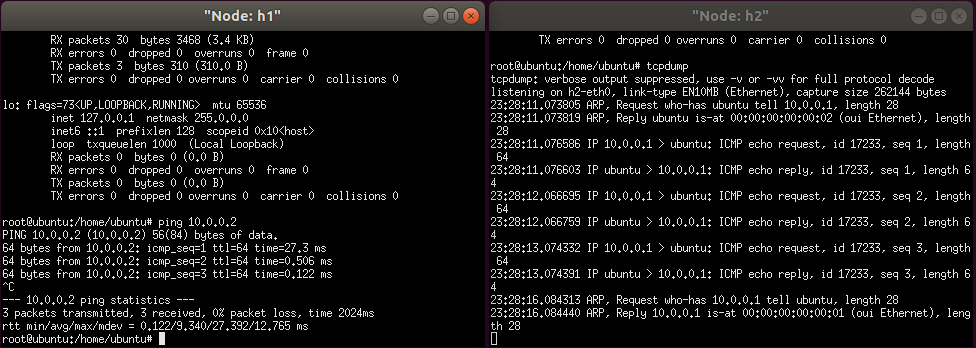 "Node: h1"
RX packets 30  bytes 3468 (3.4 KB)
RX errors 0  dropped 0  overruns 0  frame 0
TX packets 3  bytes 310 (310.0 B)
TX errors 0  dropped 0 overruns 0  carrier 0  collisions 0
lo: flags=73<UP,LOOPBACK,RUNNING>  mtu 65536
inet 127.0.0.1  netmask 255.0.0.0
inet6 ::1  prefixlen 128  scopeid 0x10<host>
loop  txqueuelen 1000  (Local Loopback)
RX packets 0  bytes 0 (0.0 B)
RX errors 0  dropped 0  overruns 0  frame 0
TX packets 0  bytes 0 (0.0 B)
TX errors 0  dropped 0 overruns 0  carrier 0  collisions 0
root@ubuntu:/home/ubuntu# ping 10.0.0.2
PING 10.0.0.2 (10.0.0.2) 56(84) bytes of data.
64 bytes from 10.0.0.2: icmp_seq=1 ttl=64 time=27.3 ms
64 bytes from 10.0.0.2: icmp_seq=2 ttl=64 time=0.506 ms
64 bytes from 10.0.0.2: icmp_seq=3 ttl=64 time=0.122 ms
^C
--- 10.0.0.2 ping statistics ---
3 packets transmitted, 3 received, 0% packet loss, time 2024ms
rtt min/avg/max/mdev = 0.122/9.340/27.392/12.765 ms
root@ubuntu:/home/ubuntu#
"Node: h2"
TX errors 0  dropped 0 overruns 0  carrier 0  collisions 0
root@ubuntu:/home/ubuntu# tcpdump
tcpdump: verbose output suppressed, use -v or -vv for full protocol decode
listening on h2-eth0, link-type EN10MB (Ethernet), capture size 262144 bytes
23:28:11.073805 ARP, Request who-has ubuntu tell 10.0.0.1, length 28
23:28:11.073819 ARP, Reply ubuntu is-at 00:00:00:00:00:02 (oui Ethernet), length
28
23:28:11.076586 IP 10.0.0.1 > ubuntu: ICMP echo request, id 17233, seq 1, length
64
23:28:11.076603 IP ubuntu > 10.0.0.1: ICMP echo reply, id 17233, seq 1, length 6
4
23:28:12.066695 IP 10.0.0.1 > ubuntu: ICMP echo request, id 17233, seq 2, length
64
23:28:12.066759 IP ubuntu > 10.0.0.1: ICMP echo reply, id 17233, seq 2, length 6
4
23:28:13.074332 IP 10.0.0.1 > ubuntu: ICMP echo request, id 17233, seq 3, length
64
23:28:13.074391 IP ubuntu > 10.0.0.1: ICMP echo reply, id 17233, seq 3, length 6
4
23:28:16.084313 ARP, Request who-has 10.0.0.1 tell ubuntu, length 28
23:28:16.084440 ARP, Reply 10.0.0.1 is-at 00:00:00:00:00:01 (oui Ethernet), leng
th 28